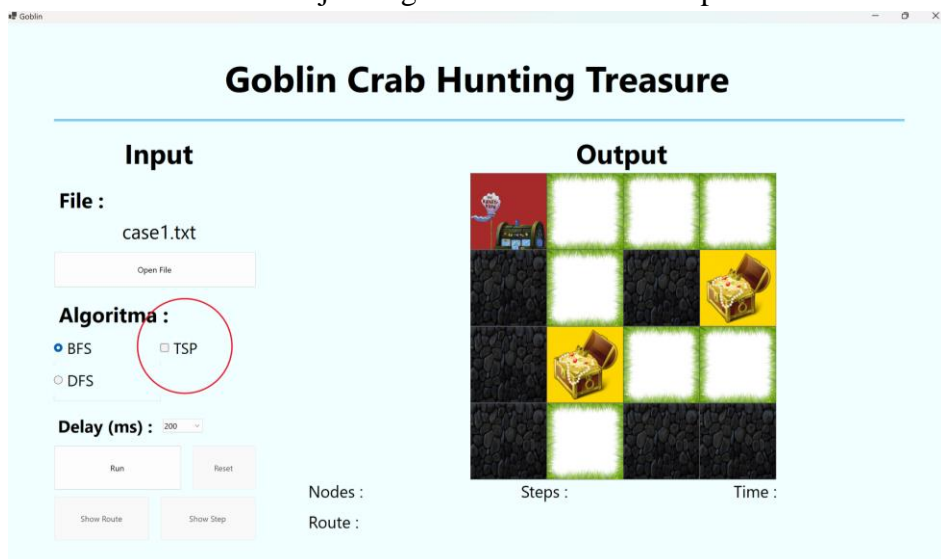 Goblin
Goblin Crab Hunting Treasure
Input
File :
case1.txt
Open File
Algoritma :
BFS
TSP
DFS
Delay (ms) :
200
Run
Reset
Show Route
Show Step
Output
Nodes :
Steps :
Time :
Route :